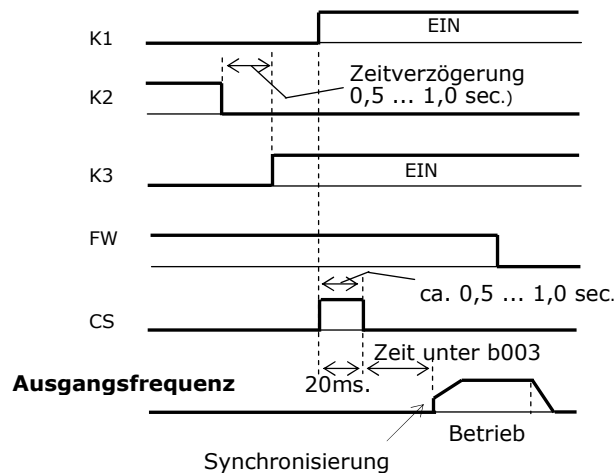 K1
EIN
K2
Zeitverzögerung
0,5 ... 1,0 sec.)
K3
EIN
FW
ca. 0,5 ... 1,0 sec.
CS
Zeit unter b003
Ausgangsfrequenz
20ms.
Betrieb
Synchronisierung